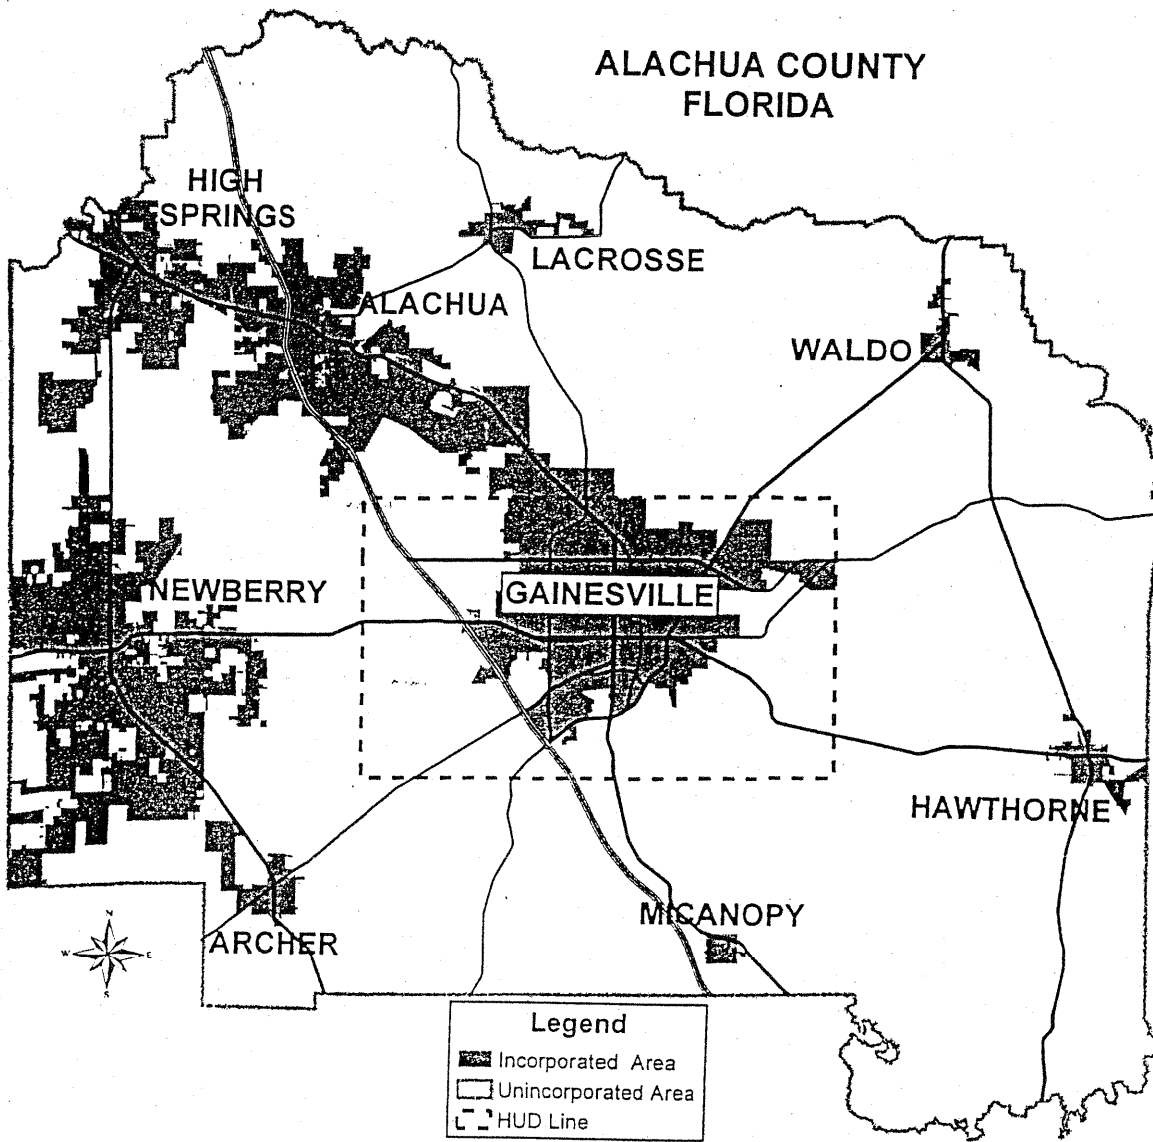 ALACHUA COUNTY
FLORIDA
HIGH
SPRINGS
LACROSSE
ALACHUA
WALDO
NEWBERRY
GAINESVILLE
HAWTHORNE
MICANOPY
ARCHER
N
W E
S
Legend
Incorporated Area
Unincorporated Area
HUD Line